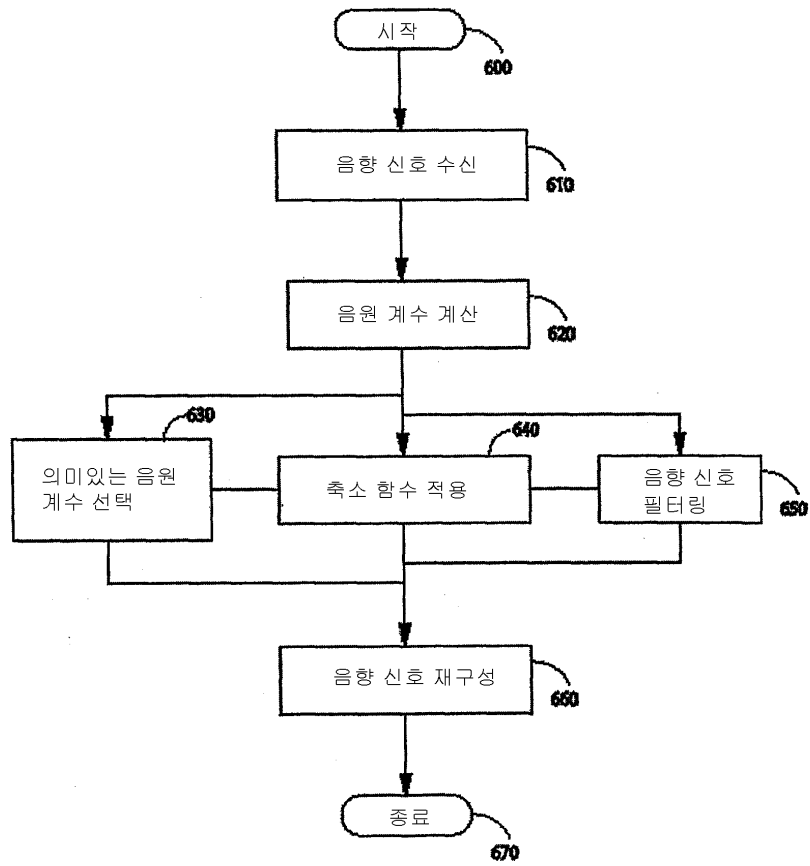 시작
600
음향 신호 수신
610
음원 계수 계산
620
630
의미있는 음원
계수 선택
640
축소 함수 적용
음향 신호
필터링
650
음향 신호 재구성
660
종료
670